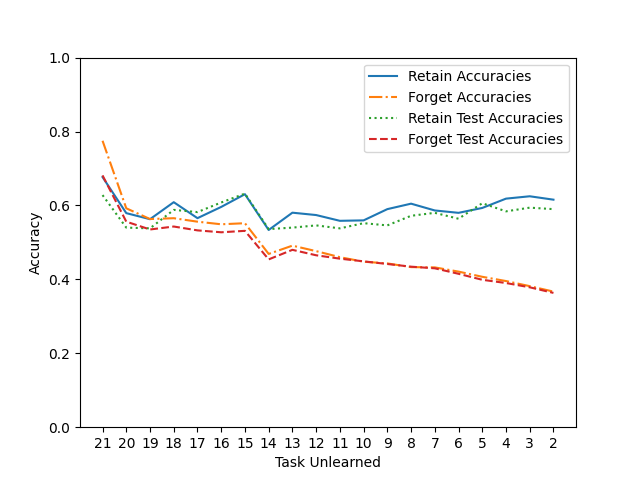 1.0
0.8
0.6
0.4
0.2
0.0
Accuracy
Retain Accuracies
Forget Accuracies
Retain Test Accuracies
Forget Test Accuracies
21 20 19 18 17 16 15 14 13 12 11 10 9 8 7 6 5 4 3 2
Task Unlearned